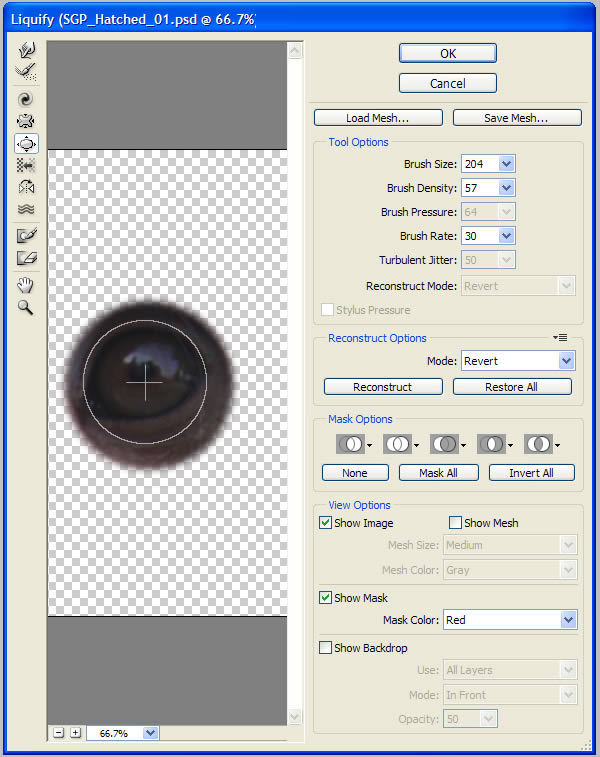 Liquify (SGP_Hatched_01.psd @ 66.7%)
OK
Cancel
Load Mesh...
Save Mesh...
Tool Options
Brush Size: 204
Brush Density: 57
Brush Pressure: 64
Brush Rate: 30
Turbulent Jitter: 50
Reconstruct Mode: Revert
Stylus Pressure
Reconstruct Options
Mode: Revert
Reconstruct
Restore All
Mask Options
None
Mask All
Invert All
View Options
Show Image
Show Mesh
Mesh Size: Medium
Mesh Color: Gray
Show Mask
Mask Color: Red
Show Backdrop
Use: All Layers
Mode: In Front
Opacity: 50
66.7%